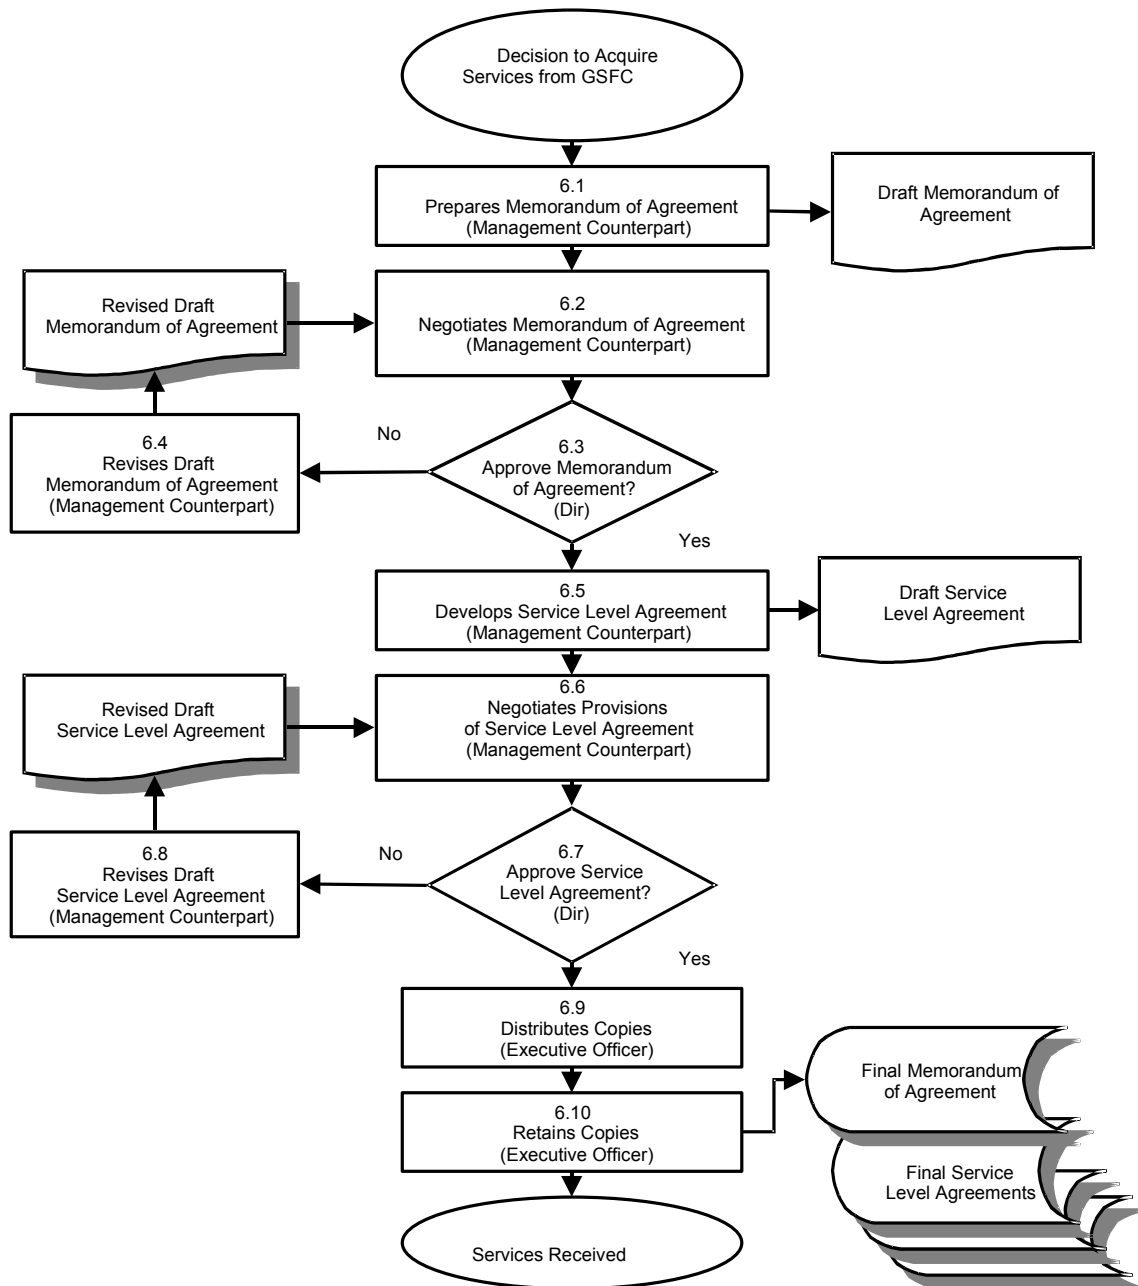 Decision to Acquire
Services from GSFC
6.1
Prepares Memorandum of Agreement
(Management Counterpart)
Draft Memorandum of
Agreement
Revised Draft
Memorandum of Agreement
6.2
Negotiates Memorandum of Agreement
(Management Counterpart)
6.4
Revises Draft
Memorandum of Agreement
(Management Counterpart)
No
6.3
Approve Memorandum
of Agreement?
(Dir)
Yes
6.5
Develops Service Level Agreement
(Management Counterpart)
Draft Service
Level Agreement
Revised Draft
Service Level Agreement
6.6
Negotiates Provisions
of Service Level Agreement
(Management Counterpart)
6.8
Revises Draft
Service Level Agreement
(Management Counterpart)
No
6.7
Approve Service
Level Agreement?
(Dir)
Yes
6.9
Distributes Copies
(Executive Officer)
6.10
Retains Copies
(Executive Officer)
Final Memorandum
of Agreement
Final Service
Level Agreements
Services Received